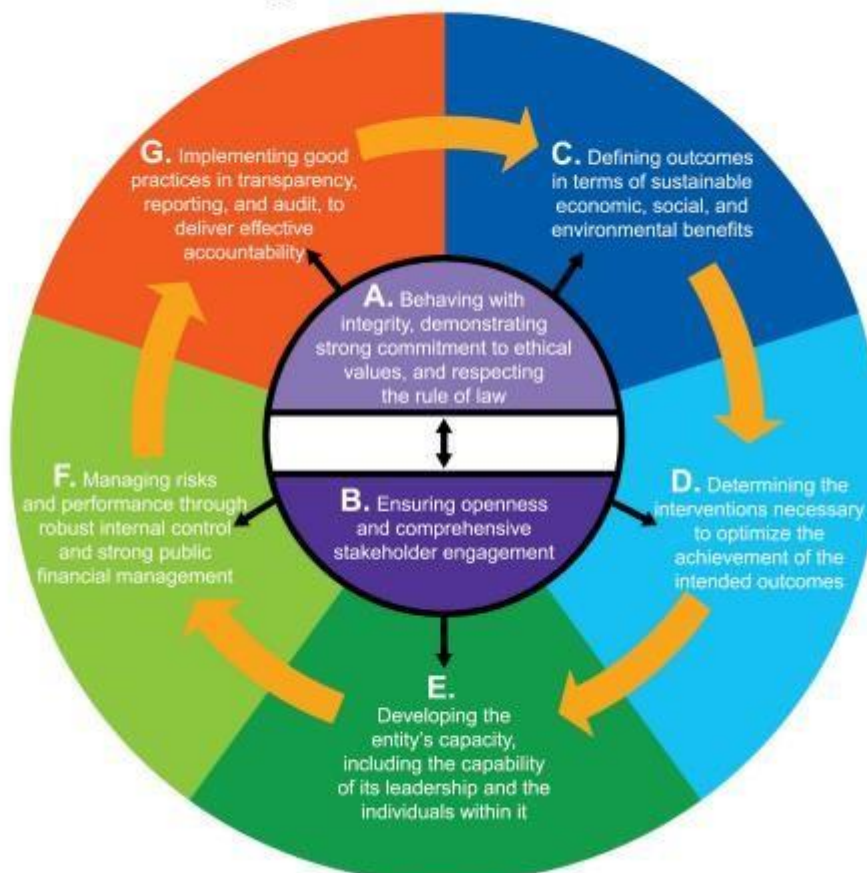 A. Behaving with
integrity, demonstrating
strong commitment to ethical
values, and respecting
the rule of law
B. Ensuring openness
and comprehensive
stakeholder engagement
C. Defining outcomes
in terms of sustainable
economic, social, and
environmental benefits
D. Determining the
interventions necessary
to optimize the
achievement of the
intended outcomes
E.
Developing the
entity's capacity,
including the capability
of its leadership and the
individuals within it
F. Managing risks
and performance through
robust internal control
and strong public
financial management
G. Implementing good
practices in transparency,
reporting, and audit, to
deliver effective
accountability